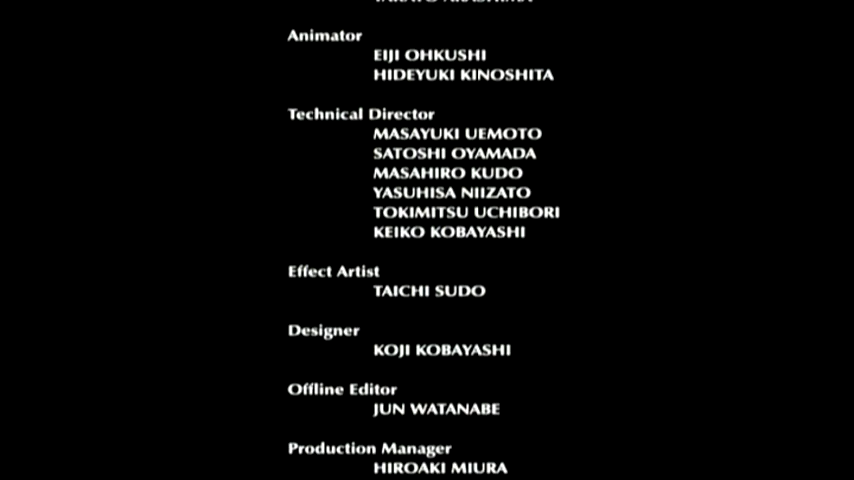 Animator
EIJI OHKUSHI
HIDEYUKI KINOSHITA
Technical Director
MASAYUKI UEMOTO
SATOSHI OYAMADA
MASAHIRO KUDO
YASUHISA NIIZATO
TOKIMITSU UCHIBORI
KEIKO KOBAYASHI
Effect Artist
TAICHI SUDO
Designer
KOJI KOBAYASHI
Offline Editor
JUN WATANABE
Production Manager
HIROAKI MIURA